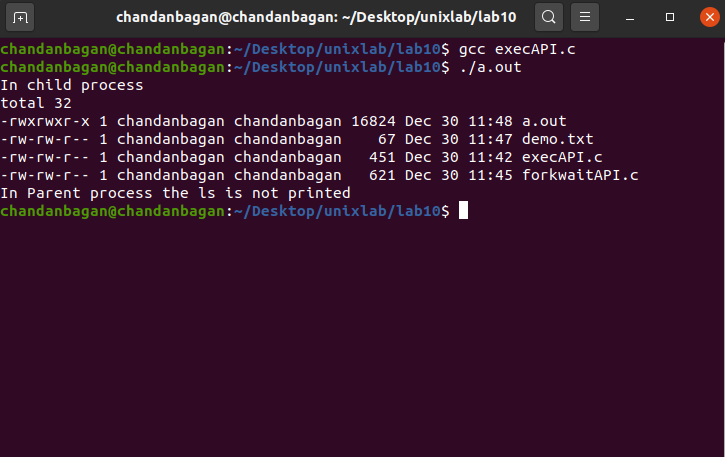 chandanbagan@chandanbagan: ~/Desktop/unixlab/lab10
chandanbagan@chandanbagan:~/Desktop/unixlab/lab10$ gcc execAPI.c
chandanbagan@chandanbagan:~/Desktop/unixlab/lab10$ ./a.out
In child process
total 32
-rwxrwxr-x 1 chandanbagan chandanbagan 16824 Dec 30 11:48 a.out
-rw-rw-r-- 1 chandanbagan chandanbagan    67 Dec 30 11:47 demo.txt
-rw-rw-r-- 1 chandanbagan chandanbagan   451 Dec 30 11:42 execAPI.c
-rw-rw-r-- 1 chandanbagan chandanbagan   621 Dec 30 11:45 forkwaitAPI.c
In Parent process the ls is not printed
chandanbagan@chandanbagan:~/Desktop/unixlab/lab10$